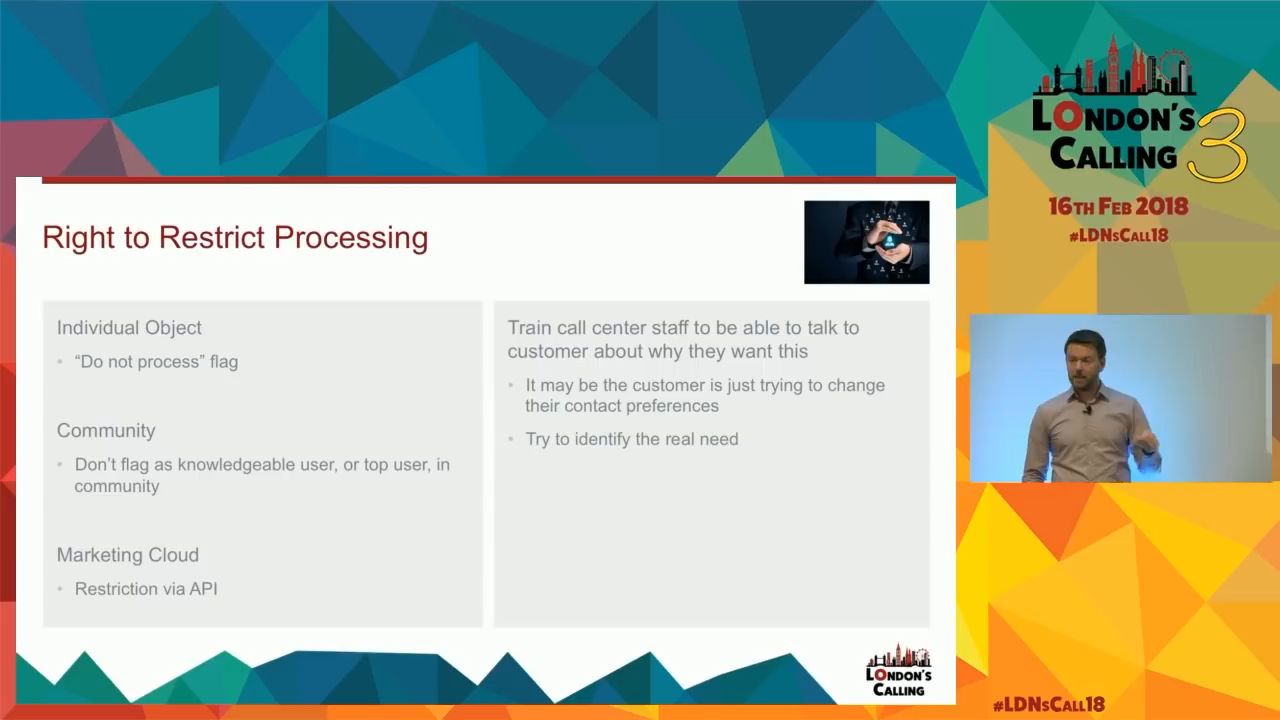 Right to Restrict Processing
Individual Object
• “Do not process” flag
Community
• Don’t flag as knowledgeable user, or top user, in
community
Marketing Cloud
• Restriction via API
Train call center staff to be able to talk to
customer about why they want this
• It may be the customer is just trying to change
their contact preferences
• Try to identify the real need
LONDON'S
CALLING
LONDON'S
CALLING 3
16TH FEB 2018
#LDNSCALL18
#LDNSCALL18